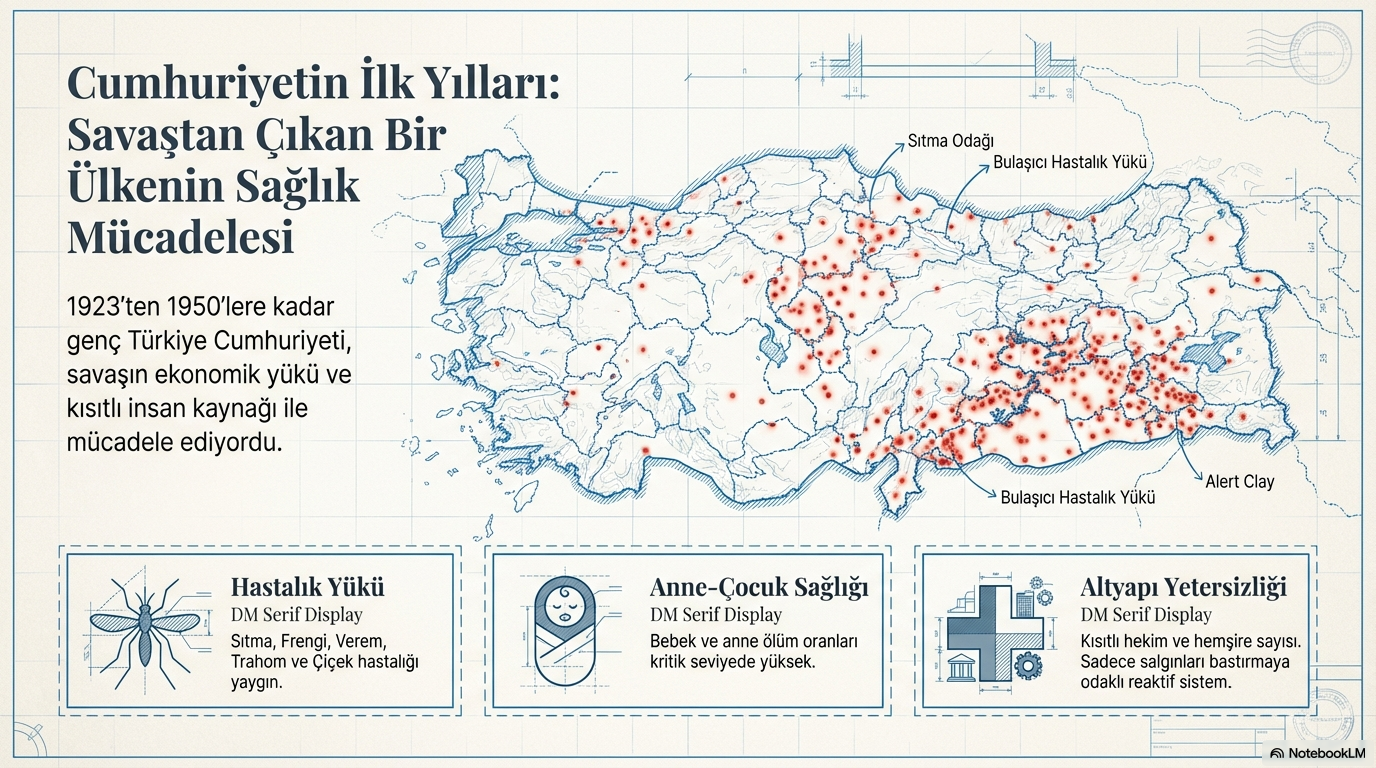 Cumhuriyetin İlk Yılları:
Savaştan Çıkan Bir
Ülkenin Sağlık
Mücadelesi
1923'ten 1950'lere kadar
genç Türkiye Cumhuriyeti,
savaşın ekonomik yükü ve
kısıtlı insan kaynağı ile
mücadele ediyordu.
Sıtma Odağı
Bulaşıcı Hastalık Yükü
Bulaşıcı Hastalık Yükü
Alert Clay
Hastalık Yükü
DM Serif Display
Sıtma, Frengi, Verem,
Trahom ve Çiçek hastalığı
yaygın.
Anne-Çocuk Sağlığı
DM Serif Display
Bebek ve anne ölüm oranları
kritik seviyede yüksek.
Altyapı Yetersizliği
DM Serif Display
Kısıtlı hekim ve hemşire sayısı.
Sadece salgınları bastırmaya
odaklı reaktif sistem.
NotebookLM